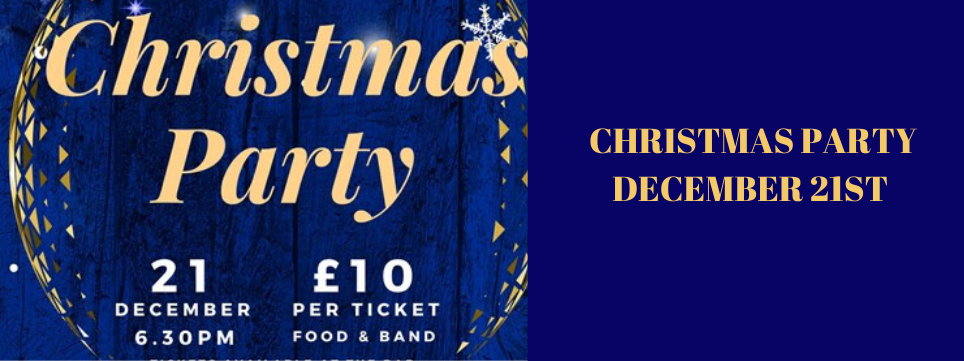 Christmas
Party
21
DECEMBER
6.30PM
£10
PER TICKET
FOOD & BAND
CHRISTMAS PARTY
DECEMBER 21ST